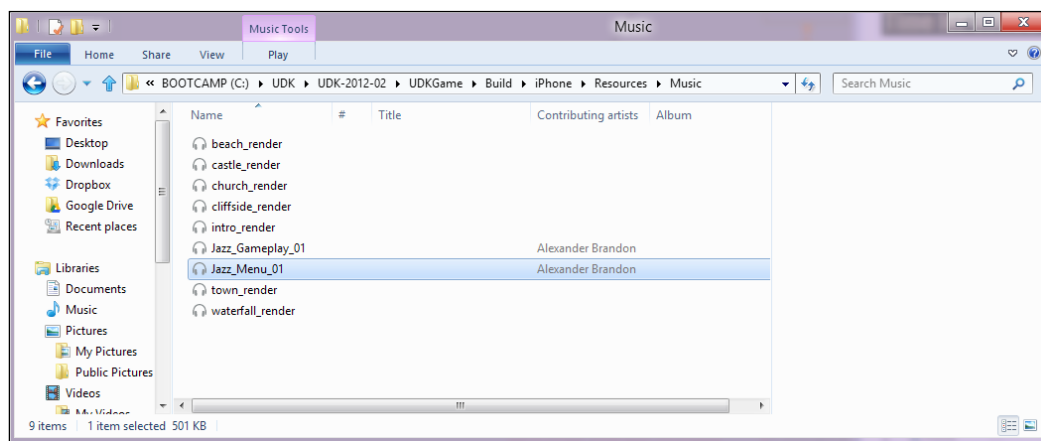 Music Tools
Music
File Home Share View Play
« BOOTCAMP (C:) UDK UDK-2012-02 UDKGame Build iPhone Resources Music
Search Music
Favorites
Desktop
Downloads
Dropbox
Google Drive
Recent places
Libraries
Documents
Music
Pictures
My Pictures
Public Pictures
Videos
My Videos
Name # Title Contributing artists Album
beach_render
castle_render
church_render
cliffside_render
intro_render
Jazz_Gameplay_01 Alexander Brandon
Jazz_Menu_01 Alexander Brandon
town_render
waterfall_render
9 items 1 item selected 501 KB